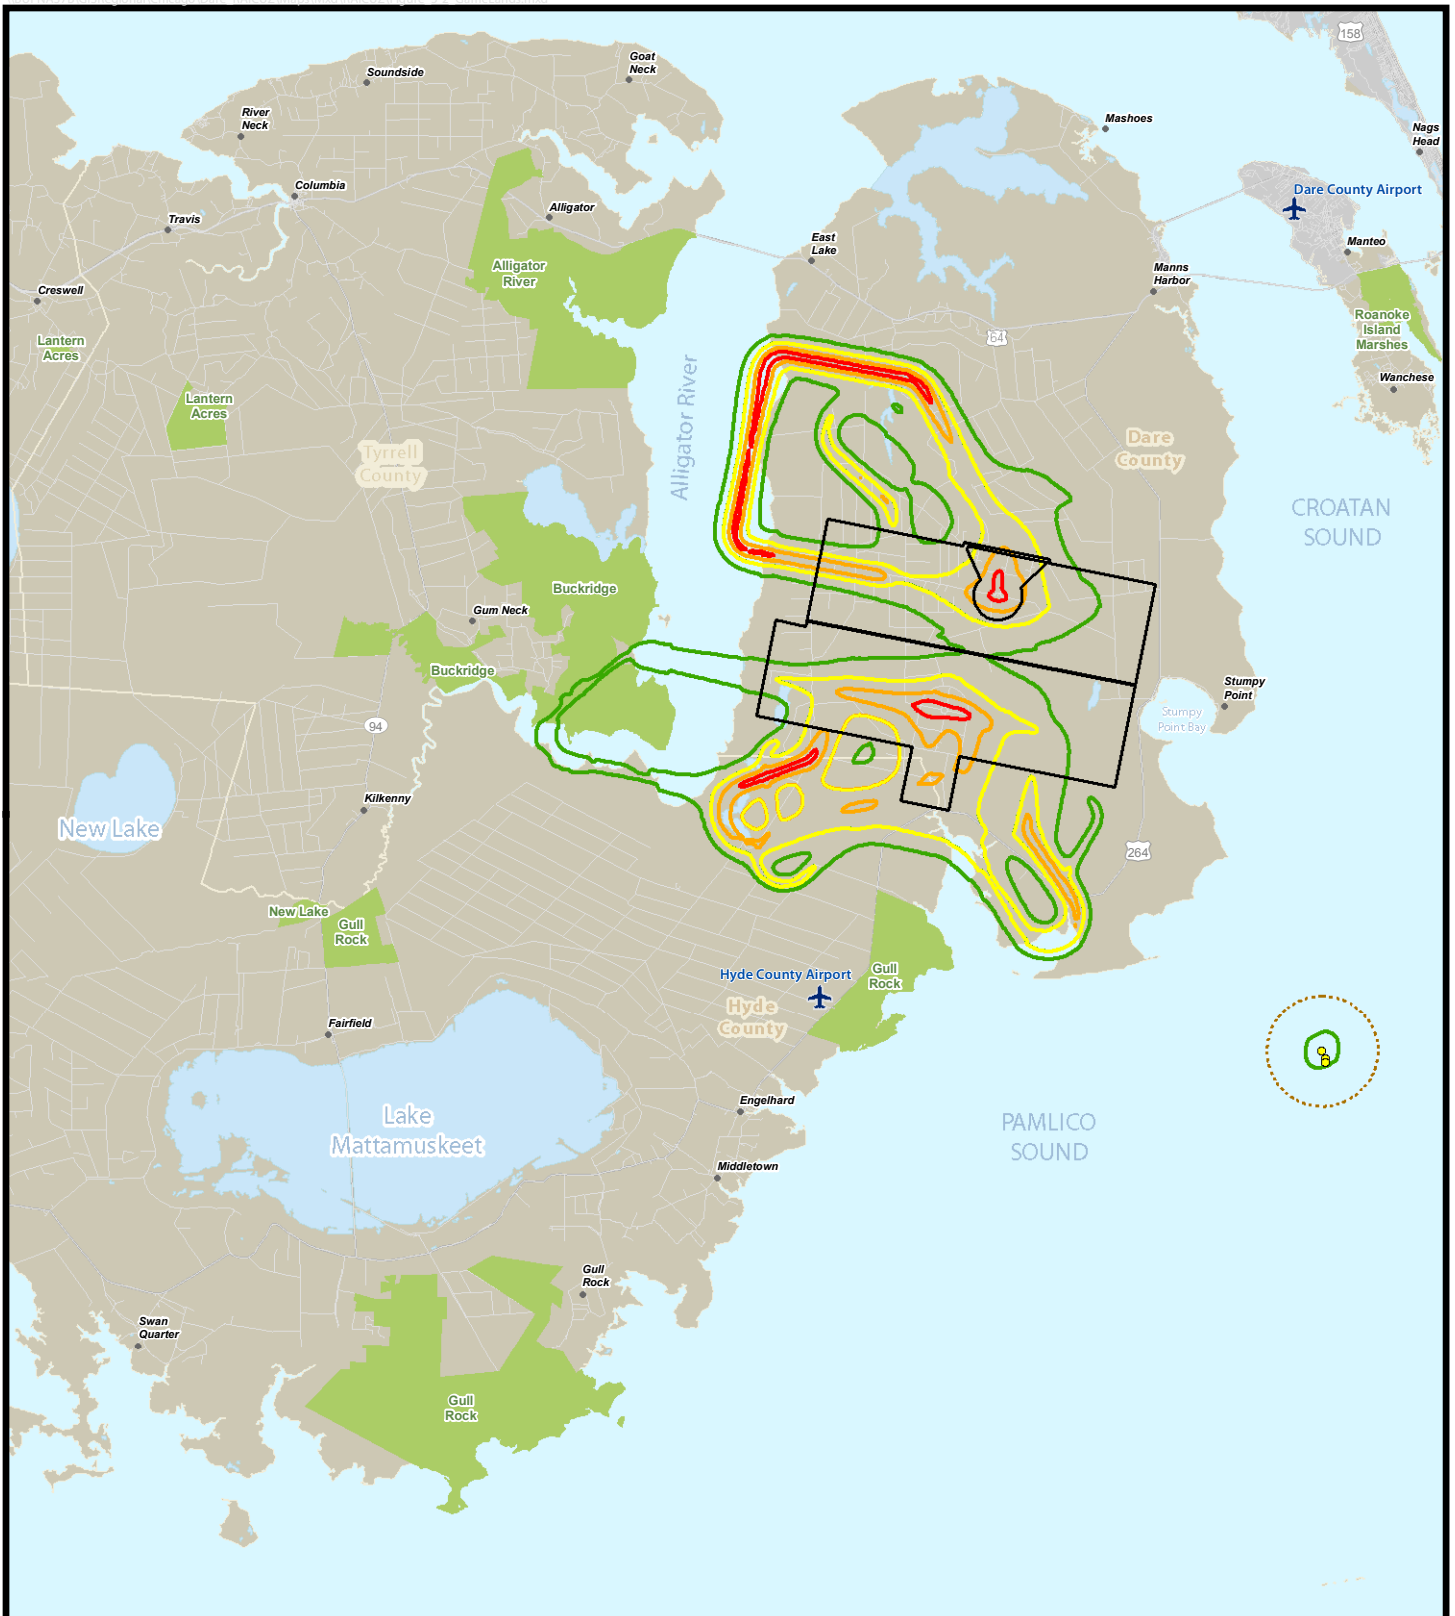 158
Goat
Neck
Soundside
River
Neck
Mashoes
Nags
Head
Columbia
Dare County Airport
Alligator
Travis
East
Lake
Manteo
Alligator
River
Manns
Harbor
Creswell
Roanoke
Island
Marshes
Lantern
Acres
64
Wanchese
Lantern
Acres
Alligator River
Tyrrell
County
Dare
County
CROATAN
SOUND
Buckridge
Gum Neck
Buckridge
Stumpy
Point
Stumpy
Point Bay
94
Kilkenny
New Lake
264
New Lake
Gull
Rock
Hyde County Airport
Gull
Rock
Hyde
County
Fairfield
Engelhard
Lake
Mattamuskeet
PAMLICO
SOUND
Middletown
Gull
Rock
Swan
Quarter
Gull
Rock